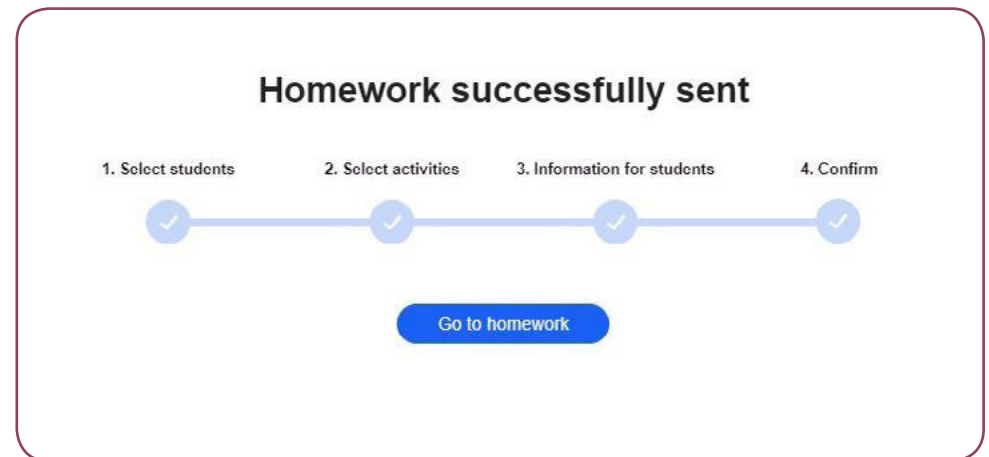 Homework successfully sent
1. Select students 2. Select activities 3. Information for students 4. Confirm
Go to homework